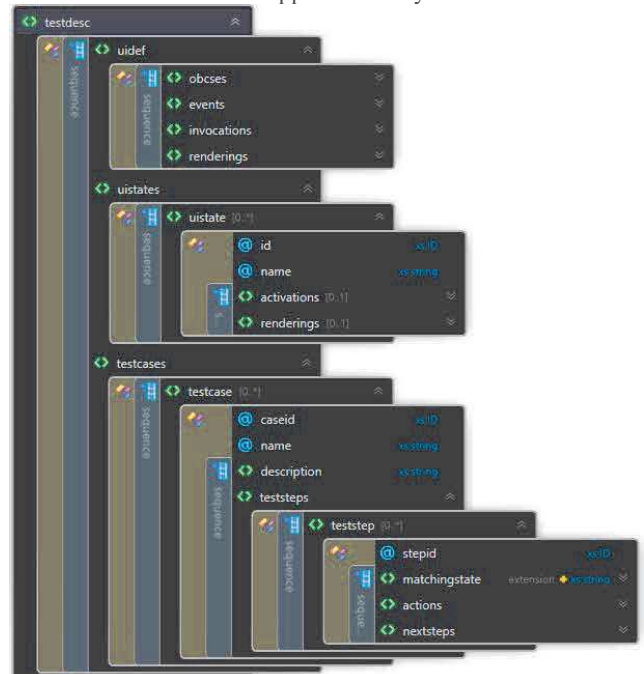 testdesc
sequence
uidef
sequence
obcses
events
invocations
renderings
uistates
sequence
uistate [0..*]
s...
@ id xs:ID
@ name xs:string
activations [0..1]
renderings [0..1]
testcases
sequence
testcase [0..*]
sequence
@ caseid xs:ID
@ name xs:string
description xs:string
teststeps
sequence
teststep [0..*]
seque...
@ stepid xs:ID
matchingstate extension xs:string
actions
nextsteps